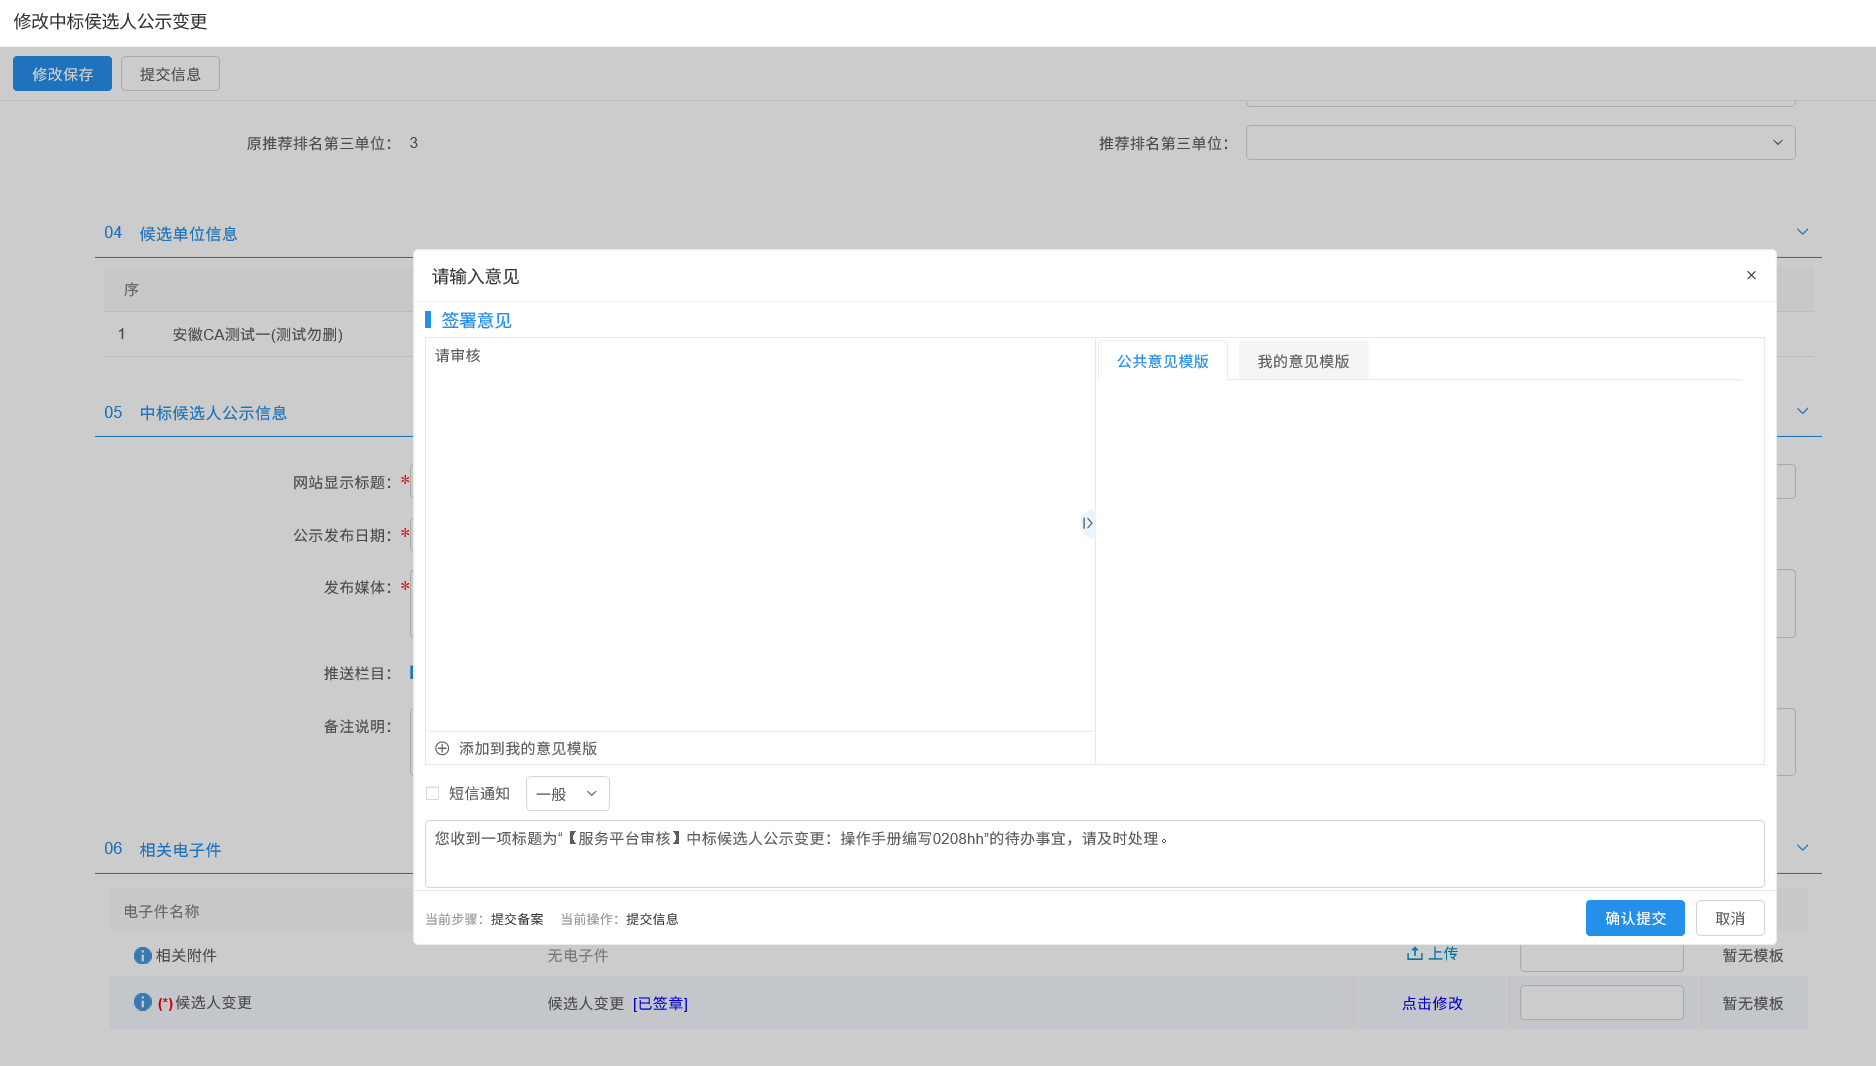 修改中标侯选人公示变更
修改保存 提交信息
原推荐排名第三单位： 3 推荐排名第三单位：
04 候选单位信息
序
1 安徽CA测试一(测试勿删)
05 中标候选人公示信息
网站显示标题：*
公示发布日期：*
发布媒体：*
推送栏目：
备注说明：
06 相关电子件
电子件名称
相关附件 无电子件 上传 暂无模板
(*)候选人变更 候选人变更 [已签章] 点击修改 暂无模板
请输入意见
签署意见
请审核
公共意见模版 我的意见模版
添加到我的意见模版
短信通知 一般
您收到一项标题为“【服务平台审核】中标候选人公示变更：操作手册编写0208hh”的待办事宜，请及时处理。
当前步骤：提交备案 当前操作：提交信息
确认提交 取消